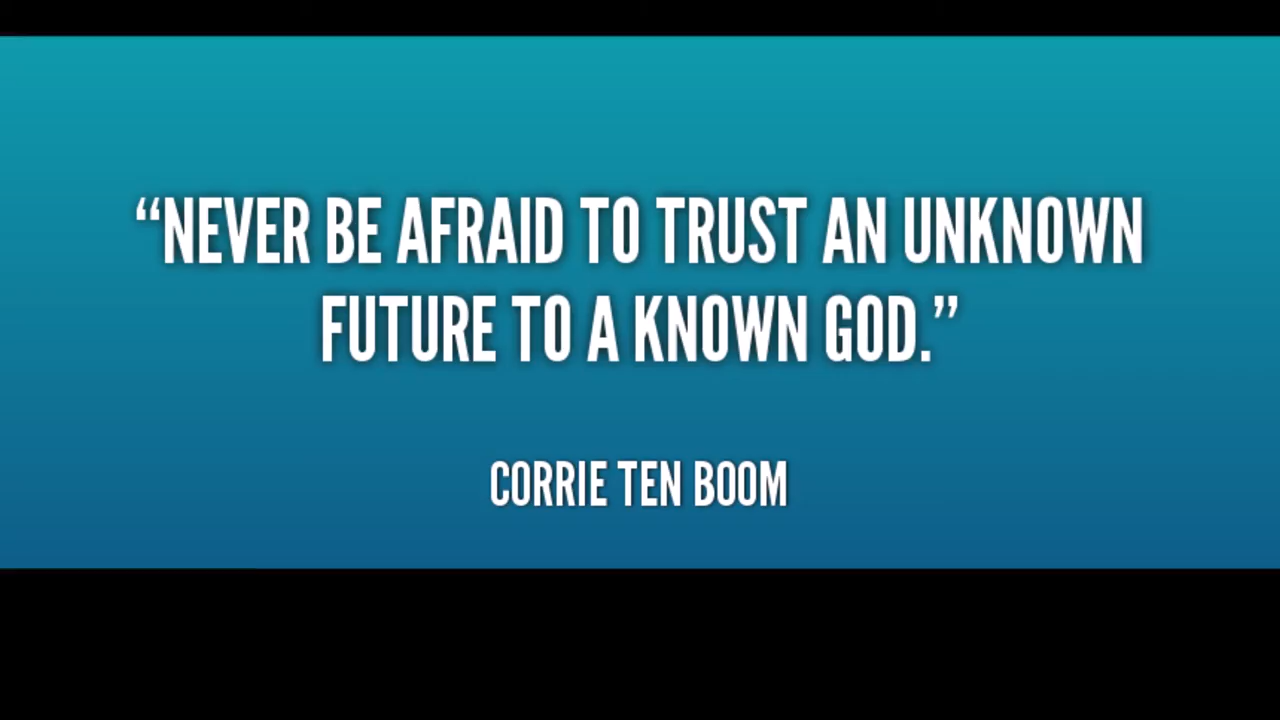 “NEVER BE AFRAID TO TRUST AN UNKNOWN
FUTURE TO A KNOWN GOD.”
CORRIE TEN BOOM